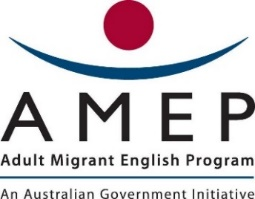 AMEP
Adult Migrant English Program
An Australian Government Initiative